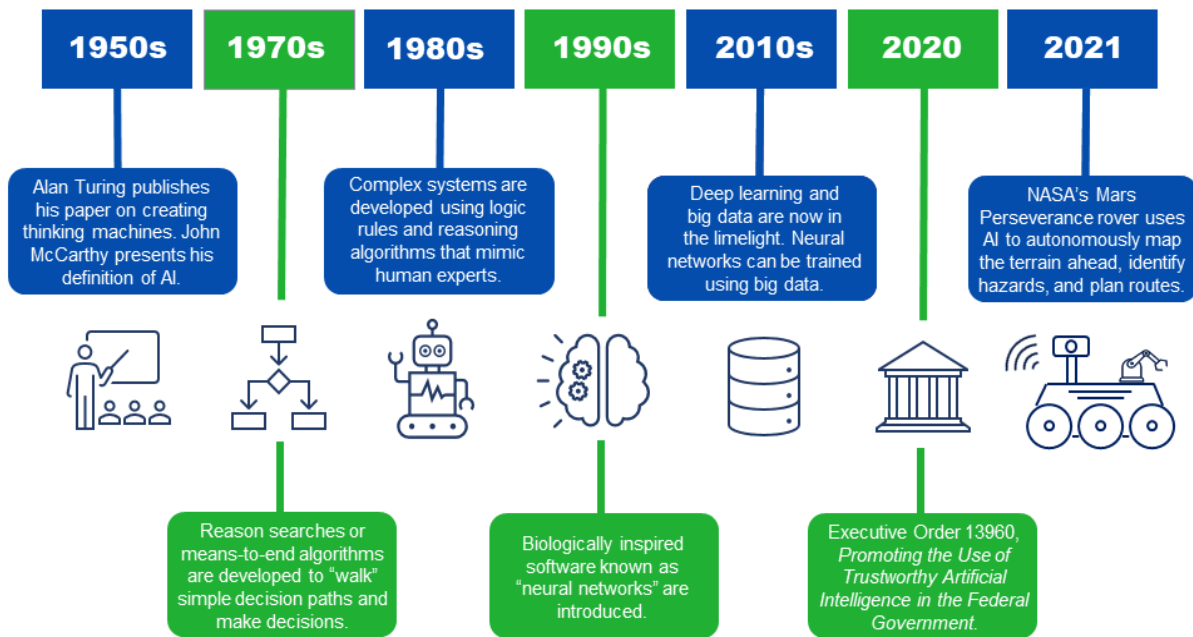 1950s
1970s
1980s
1990s
2010s
2020
2021
Alan Turing publishes
his paper on creating
thinking machines. John
McCarthy presents his
definition of AI.
Complex systems are
developed using logic
rules and reasoning
algorithms that mimic
human experts.
Deep learning and
big data are now in
the limelight. Neural
networks can be trained
using big data.
NASA's Mars
Perseverance rover uses
AI to autonomously map
the terrain ahead, identify
hazards, and plan routes.
Reason searches or
means-to-end algorithms
are developed to “walk”
simple decision paths and
make decisions.
Biologically inspired
software known as
“neural networks” are
introduced.
Executive Order 13960,
Promoting the Use of
Trustworthy Artificial
Intelligence in the Federal
Government.